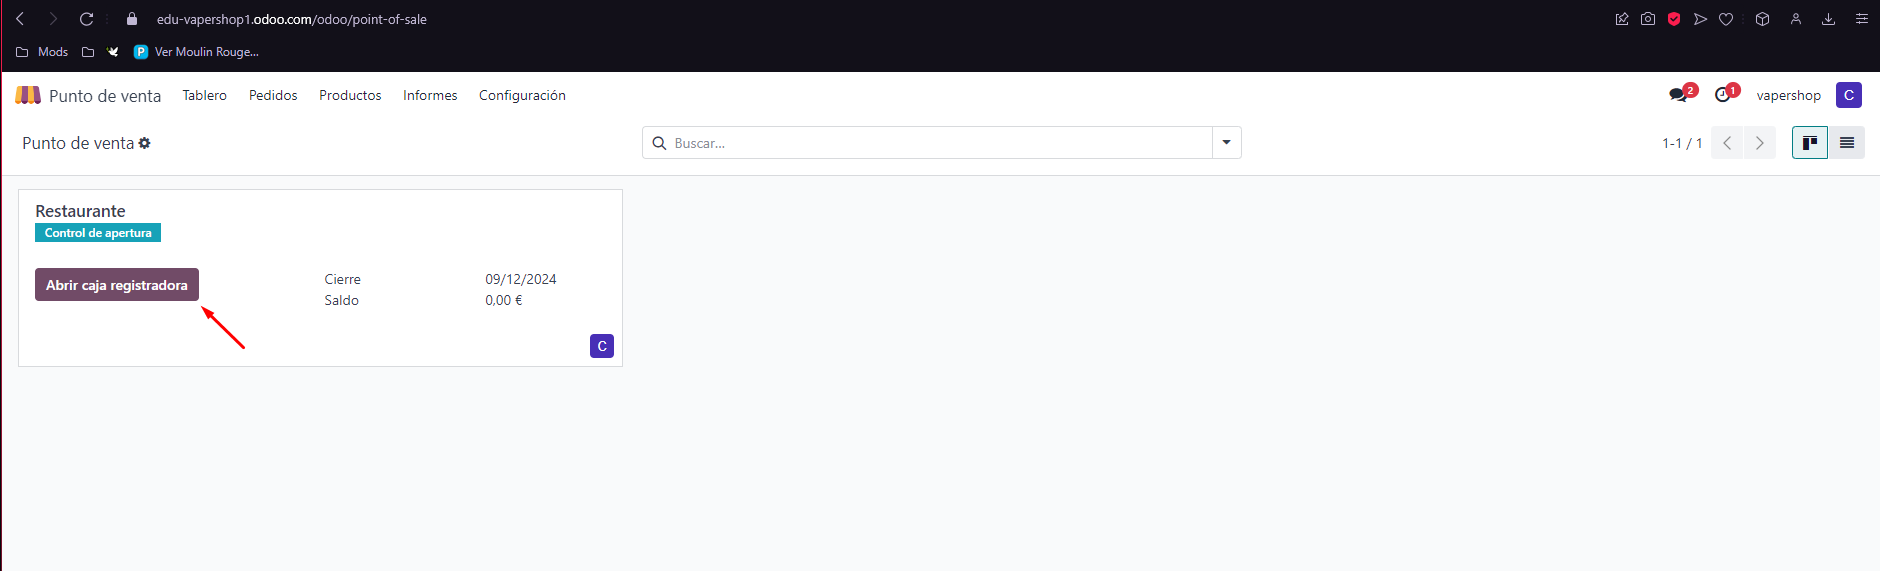 edu-vapershop1.odoo.com/odoo/point-of-sale
Mods
P Ver Moulin Rouge...
Punto de venta Tablero Pedidos Productos Informes Configuración 2 1 vapershop C
Punto de venta Buscar... 1-1 / 1
Restaurante
Control de apertura
Abrir caja registradora Cierre 09/12/2024
Saldo 0,00 €
C